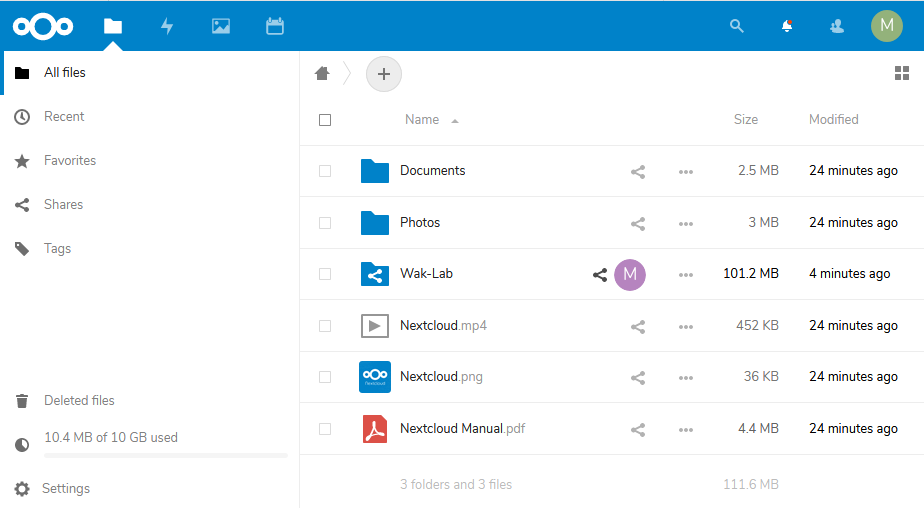 M
All files
Recent
Favorites
Shares
Tags
Deleted files
10.4 MB of 10 GB used
Settings
Name Size Modified
Documents 2.5 MB 24 minutes ago
Photos 3 MB 24 minutes ago
Wak-Lab M 101.2 MB 4 minutes ago
Nextcloud.mp4 452 KB 24 minutes ago
Nextcloud
Nextcloud.png 36 KB 24 minutes ago
Nextcloud Manual.pdf 4.4 MB 24 minutes ago
3 folders and 3 files 111.6 MB